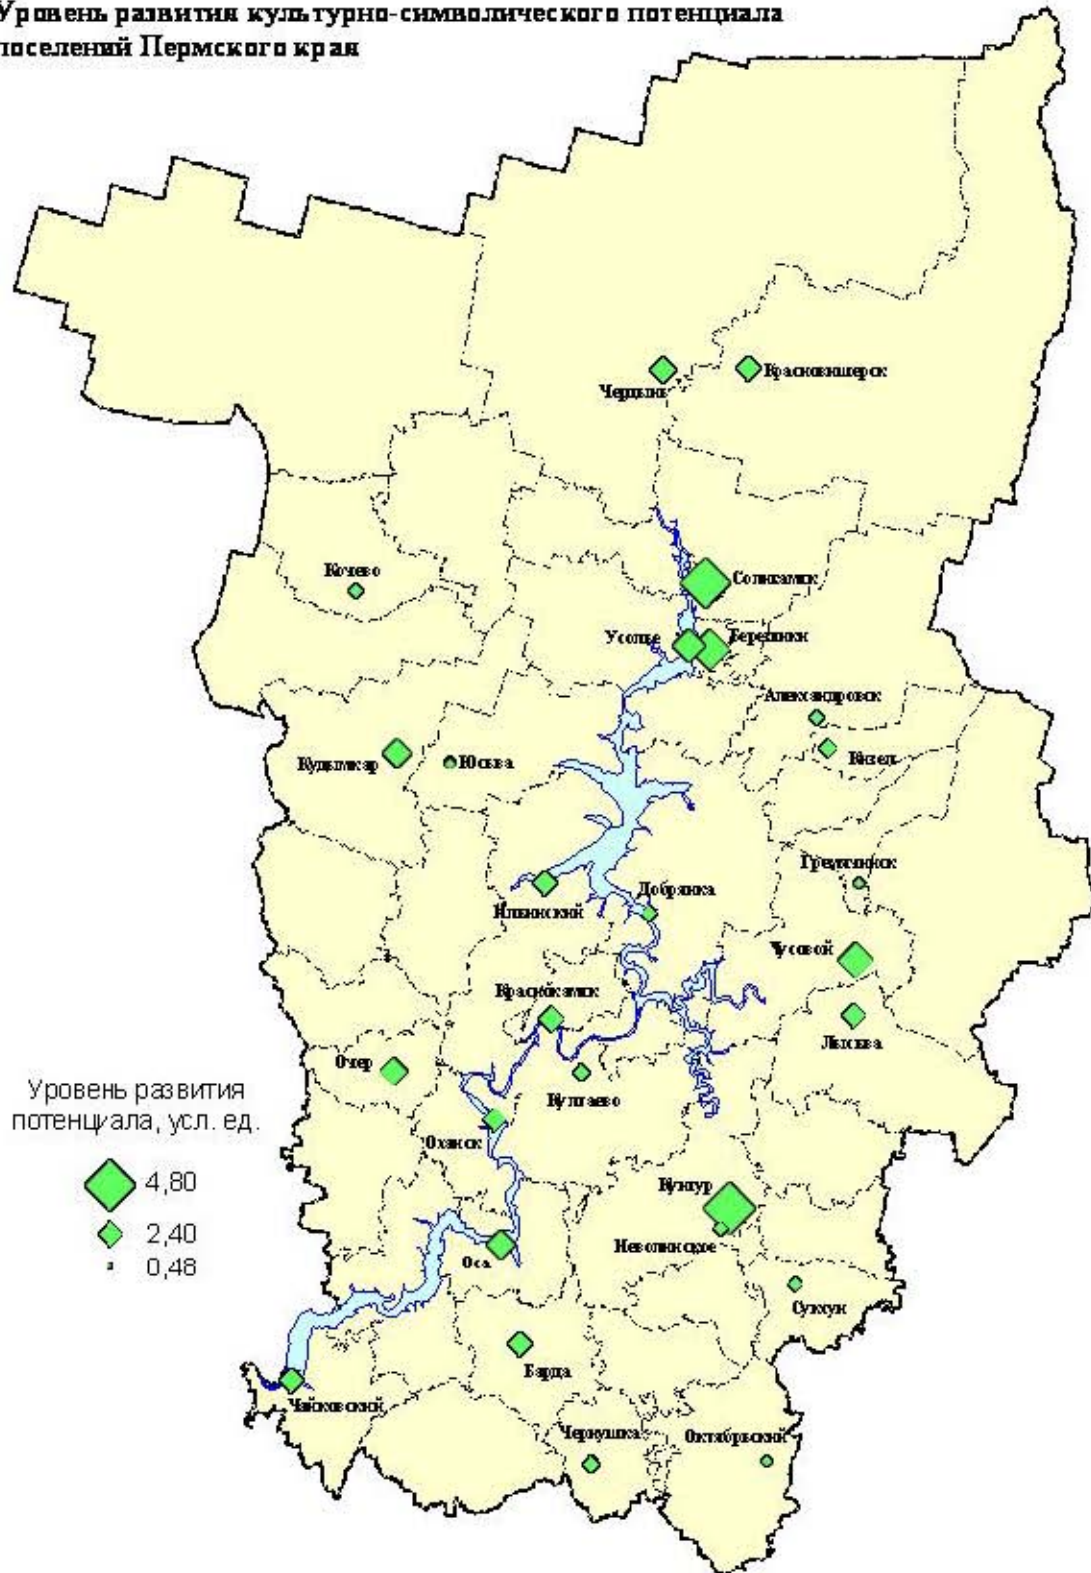 Уровень развития культурно-символического потенциала
поселений Пермского края
Чердынь
Красновишерск
Кочево
Соликамск
Усолье
Березники
Александровск
Кудымкар
Юсьва
Кизел
Гремячинск
Ильинский
Добрянка
Чусовой
Краснокамск
Лысьва
Очер
Култаево
Уровень развития
потенциала, усл. ед.
Оханск
4,80
2,40
0,48
Кунгур
Неволинское
Оса
Суксун
Барда
Чайковский
Чернушка
Октябрьский